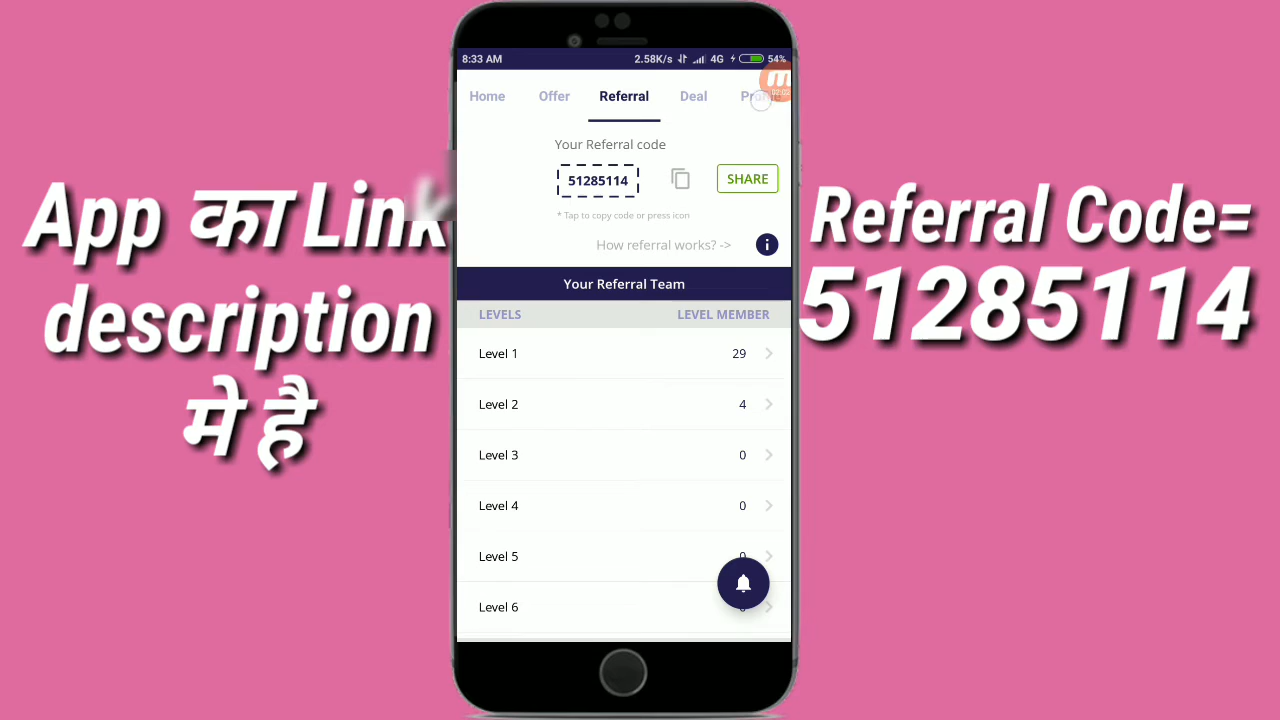 App का Link
description
मे है
8:33 AM
2.58K/s 4G 54%
Home Offer Referral Deal
Your Referral code
51285114
SHARE
* Tap to copy code or press icon
How referral works? ->
Your Referral Team
LEVELS LEVEL MEMBER
Level 1 29
Level 2 4
Level 3 0
Level 4 0
Level 5
Level 6
Referral Code=
51285114